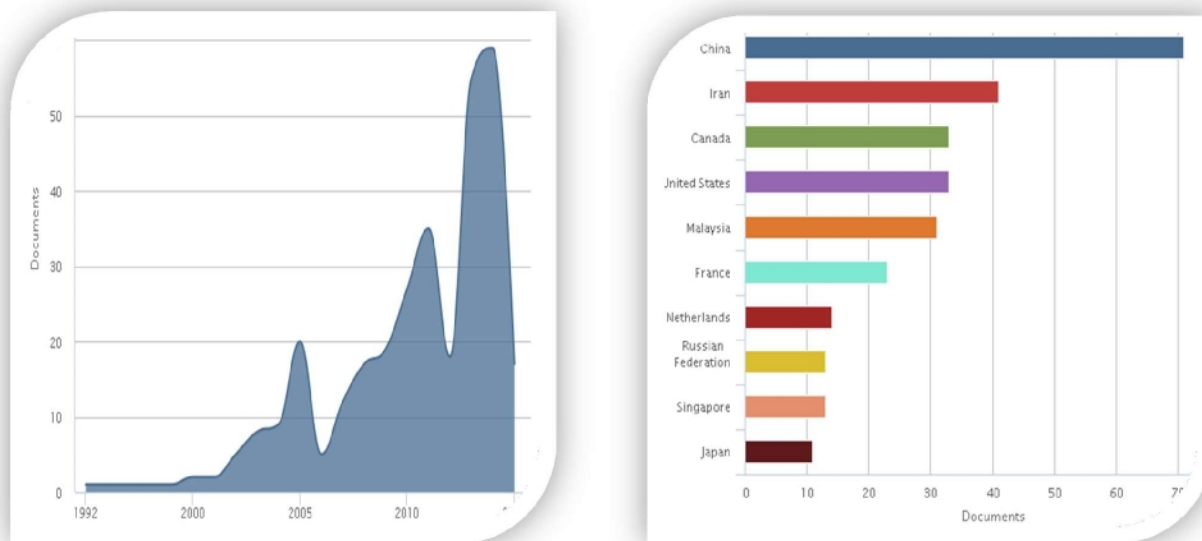 Documents
50
40
30
20
10
0
1992
2000
2005
2010
China
Iran
Canada
United States
Malaysia
France
Netherlands
Russian
Federation
Singapore
Japan
0
10
20
30
40
50
60
Documents